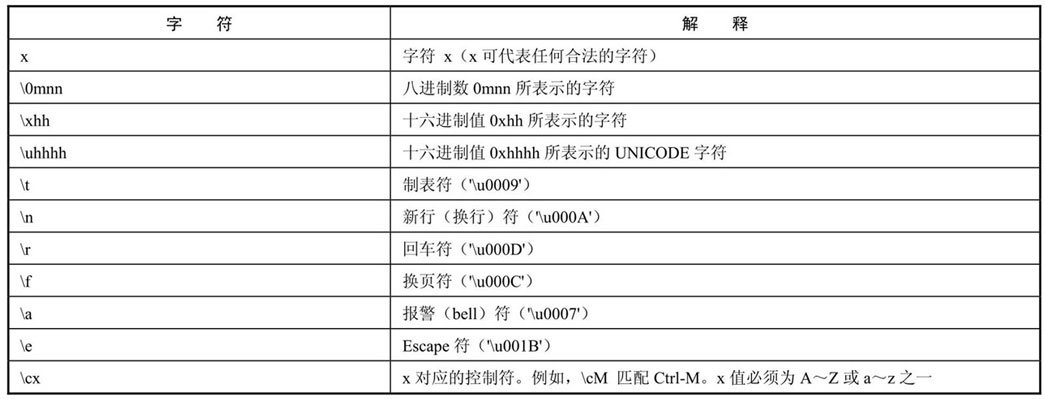 字 符 解 释
x 字符 x（x 可代表任何合法的字符）
\0mnn 八进制数 0mnn 所表示的字符
\xhh 十六进制值 0xhh 所表示的字符
\uhhhh 十六进制值 0xhhhh 所表示的 UNICODE 字符
\t 制表符（'\u0009'）
\n 新行（换行）符（'\u000A'）
\r 回车符（'\u000D'）
\f 换页符（'\u000C'）
\a 报警（bell）符（'\u0007'）
\e Escape 符（'\u001B'）
\cx x 对应的控制符。例如，\cM 匹配 Ctrl-M。x 值必须为 A～Z 或 a～z 之一